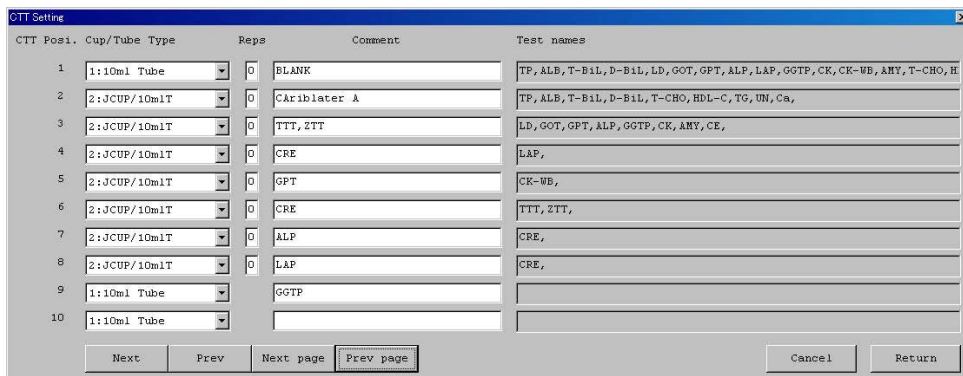 CTT Setting
CTT Posi. Cup/Tube Type Reps Comment Test names
1 1:10ml Tube 0 BLANK TP,ALB,T-BiL,D-BiL,LD,GOT,GPT,ALP,LAP,GGTP,CK,CK-WB,AMY,T-CHO,H
2 2:JCUP/10mlT 0 CAriblater A TP,ALB,T-BiL,D-BiL,T-CHO,HDL-C,TG,UN,Ca,
3 2:JCUP/10mlT 0 TTT,ZTT LD,GOT,GPT,ALP,GGTP,CK,AMY,CE,
4 2:JCUP/10mlT 0 CRE LAP,
5 2:JCUP/10mlT 0 GPT CK-WB,
6 2:JCUP/10mlT 0 CRE TTT,ZTT,
7 2:JCUP/10mlT 0 ALP CRE,
8 2:JCUP/10mlT 0 LAP CRE,
9 1:10ml Tube GGTP
10 1:10ml Tube
Next Prev Next page Prev page Cancel Return